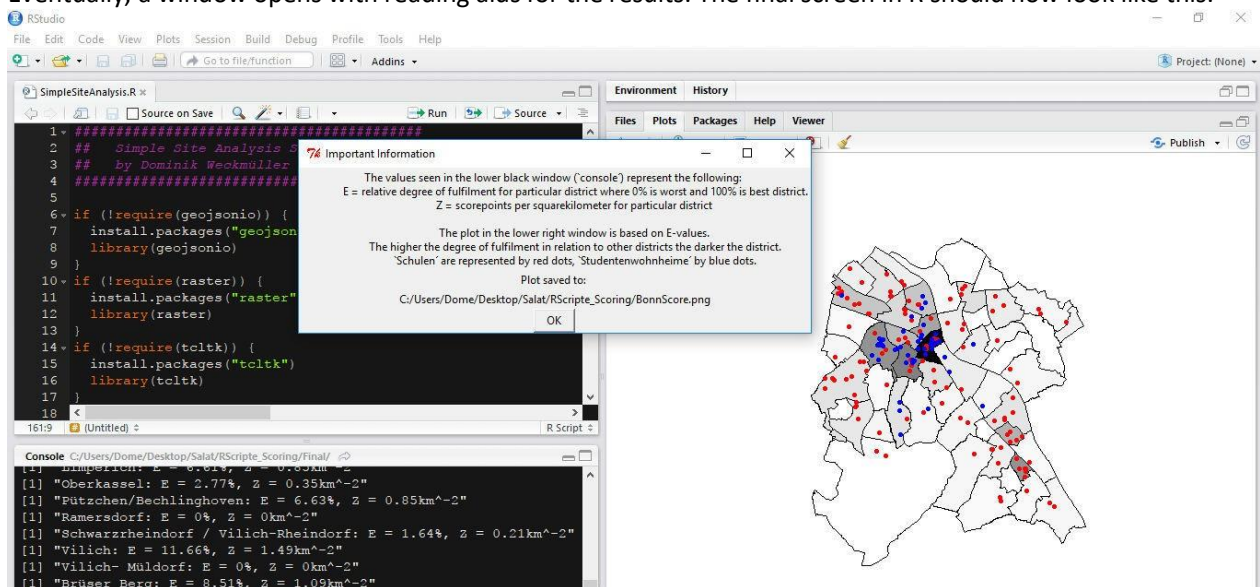 Eventually, a window opens with reading aids for the results. The final screen in R should now look like this:
RStudio
File Edit Code View Plots Session Build Debug Profile Tools Help
Go to file/function Addins Project: (None)
SimpleSiteAnalysis.R
Source on Save Run Source
1 ##########################################
2 ## Simple Site Analysis S
3 ## by Dominik Weckmüller
4 ###########################
5
6 if (!require(geojsonio)) {
7 install.packages("geojson
8 library(geojsonio)
9 }
10 if (!require(raster)) {
11 install.packages("raster"
12 library(raster)
13 }
14 if (!require(tcltk)) {
15 install.packages("tcltk")
16 library(tcltk)
17 }
18
161:9 (Untitled) R Script
Environment History
Files Plots Packages Help Viewer
Publish
Important Information
The values seen in the lower black window (`console´) represent the following:
E = relative degree of fulfilment for particular district where 0% is worst and 100% is best district.
Z = scorepoints per squarekilometer for particular district
The plot in the lower right window is based on E-values.
The higher the degree of fulfilment in relation to other districts the darker the district.
`Schulen´ are represented by red dots, `Studentenwohnheime´ by blue dots.
Plot saved to:
C:/Users/Dome/Desktop/Salat/RScripte_Scoring/BonnScore.png
OK
Console C:/Users/Dome/Desktop/Salat/RScripte_Scoring/Final/
[1] "Limperich: E = 6.61%, Z = 0.85km^-2"
[1] "Oberkassel: E = 2.77%, Z = 0.35km^-2"
[1] "Pützchen/Bechlinghoven: E = 6.63%, Z = 0.85km^-2"
[1] "Ramersdorf: E = 0%, Z = 0km^-2"
[1] "Schwarzrheindorf / Vilich-Rheindorf: E = 1.64%, Z = 0.21km^-2"
[1] "Vilich: E = 11.66%, Z = 1.49km^-2"
[1] "Vilich- Müldorf: E = 0%, Z = 0km^-2"
[1] "Brüser Berg: E = 8.51%, Z = 1.09km^-2"